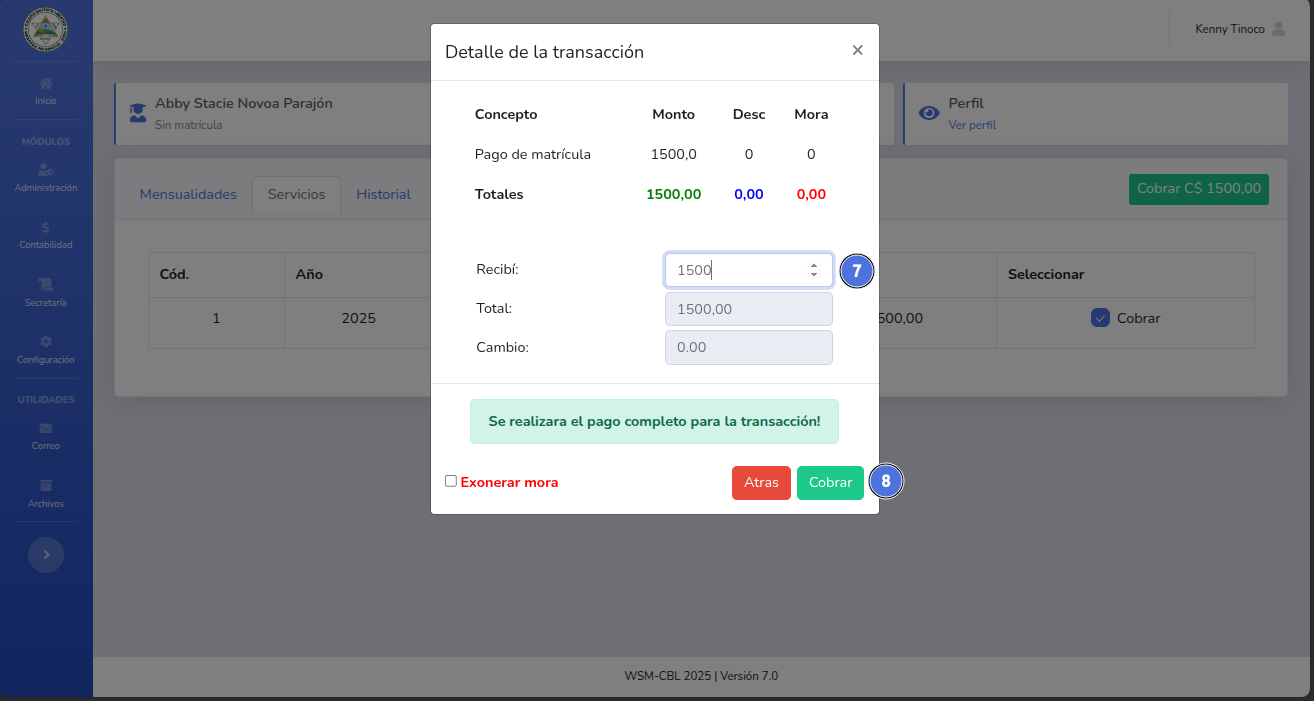 Kenny Tinoco
Inicio
MÓDULOS
Administración
Contabilidad
Secretaría
Configuración
UTILIDADES
Correo
Archivos
Abby Stacie Novoa Parajón
Sin matrícula
Perfil
Ver perfil
Mensualidades Servicios Historial
Cobrar C$ 1500,00
Cód. Año Seleccionar
1 2025 500,00 Cobrar
Detalle de la transacción
Concepto Monto Desc Mora
Pago de matrícula 1500,0 0 0
Totales 1500,00 0,00 0,00
Recibí: 1500 7
Total: 1500,00
Cambio: 0.00
Se realizara el pago completo para la transacción!
Exonerar mora Atras Cobrar 8
WSM-CBL 2025 | Versión 7.0